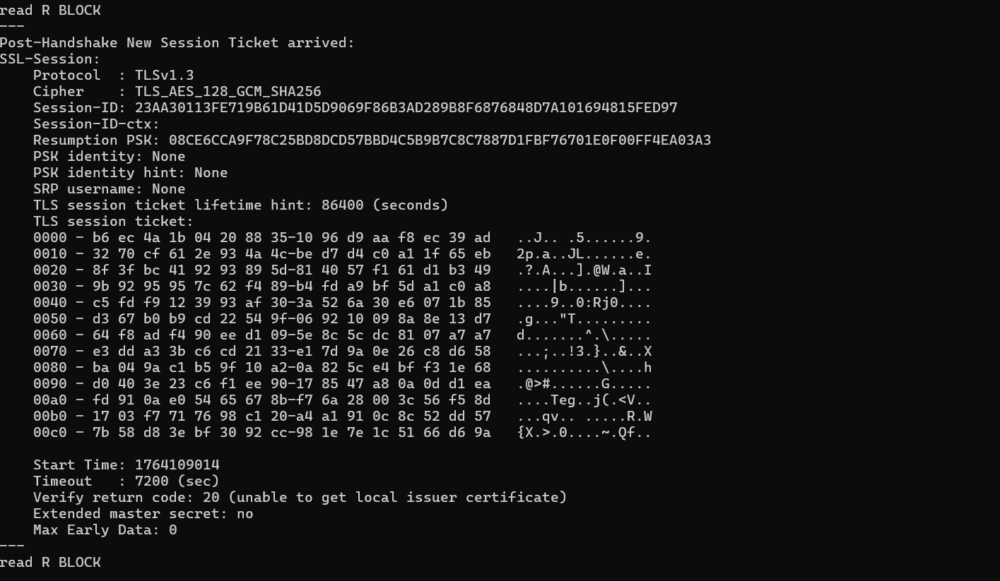 read R BLOCK
---
Post-Handshake New Session Ticket arrived:
SSL-Session:
    Protocol  : TLSv1.3
    Cipher    : TLS_AES_128_GCM_SHA256
    Session-ID: 23AA30113FE719B61D41D5D9069F86B3AD289B8F6876848D7A101694815FED97
    Session-ID-ctx:
    Resumption PSK: 08CE6CCA9F78C25BD8DCD57BBD4C5B9B7C8C7887D1FBF76701E0F00FF4EA03A3
    PSK identity: None
    PSK identity hint: None
    SRP username: None
    TLS session ticket lifetime hint: 86400 (seconds)
    TLS session ticket:
    0000 - b6 ec 4a 1b 04 20 88 35-10 96 d9 aa f8 ec 39 ad   ..J.. .5......9.
    0010 - 32 70 cf 61 2e 93 4a 4c-be d7 d4 c0 a1 1f 65 eb   2p.a..JL......e.
    0020 - 8f 3f bc 41 92 93 89 5d-81 40 57 f1 61 d1 b3 49   .?.A...].@W.a..I
    0030 - 9b 92 95 95 7c 62 f4 89-b4 fd a9 bf 5d a1 c0 a8   ....|b......]...
    0040 - c5 fd f9 12 39 93 af 30-3a 52 6a 30 e6 07 1b 85   ....9..0:Rj0....
    0050 - d3 67 b0 b9 cd 22 54 9f-06 92 10 09 8a 8e 13 d7   .g..."T.........
    0060 - 64 f8 ad f4 90 ee d1 09-5e 8c 5c dc 81 07 a7 a7   d.......^.\.....
    0070 - e3 dd a3 3b c6 cd 21 33-e1 7d 9a 0e 26 c8 d6 58   ...;..!3.}..&..X
    0080 - ba 04 9a c1 b5 9f 10 a2-0a 82 5c e4 bf f3 1e 68   ..........\....h
    0090 - d0 40 3e 23 c6 f1 ee 90-17 85 47 a8 0a 0d d1 ea   .@>#......G.....
    00a0 - fd 91 0a e0 54 65 67 8b-f7 6a 28 00 3c 56 f5 8d   ....Teg..j(.<V..
    00b0 - 17 03 f7 71 76 98 c1 20-a4 a1 91 0c 8c 52 dd 57   ...qv.. .....R.W
    00c0 - 7b 58 d8 3e bf 30 92 cc-98 1e 7e 1c 51 66 d6 9a   {X.>.0....~.Qf..

    Start Time: 1764109014
    Timeout   : 7200 (sec)
    Verify return code: 20 (unable to get local issuer certificate)
    Extended master secret: no
    Max Early Data: 0
---
read R BLOCK